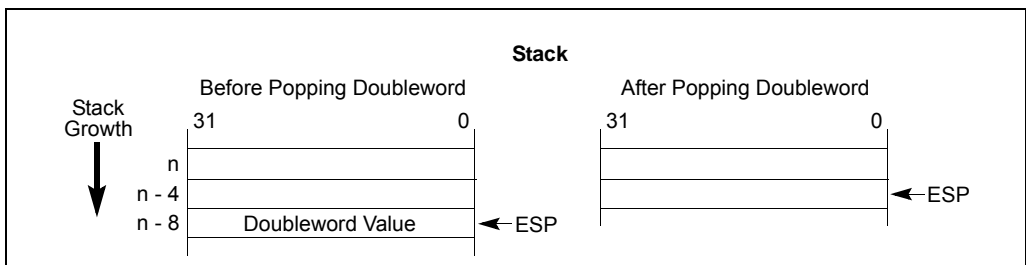 Stack
Before Popping Doubleword
After Popping Doubleword
Stack
Growth
31 0
31 0
n
n - 4
ESP
n - 8 Doubleword Value ESP